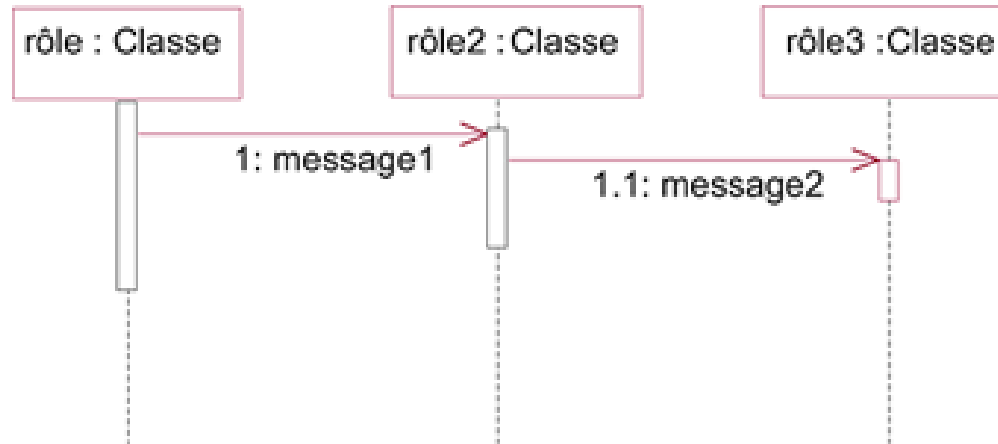 rôle : Classe
rôle2 :Classe
rôle3 :Classe
1: message1
1.1: message2